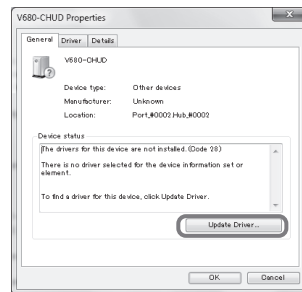 V680-CHUD Properties
General Driver Details
V680-CHUD
Device type: Other devices
Manufacturer: Unknown
Location: Port_#0002.Hub_#0002
Device status
The drivers for this device are not installed. (Code 28)
There is no driver selected for the device information set or
element.
To find a driver for this device, click Update Driver.
Update Driver...
OK Cancel